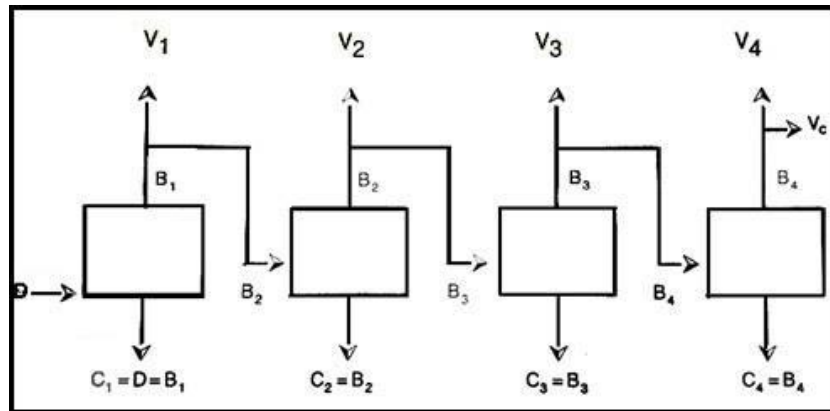 V₁ V₂ V₃ V₄
V꜀
B₁ B₂ B₃ B₄
D B₂ B₃ B₄
C₁ = D = B₁ C₂ = B₂ C₃ = B₃ C₄ = B₄